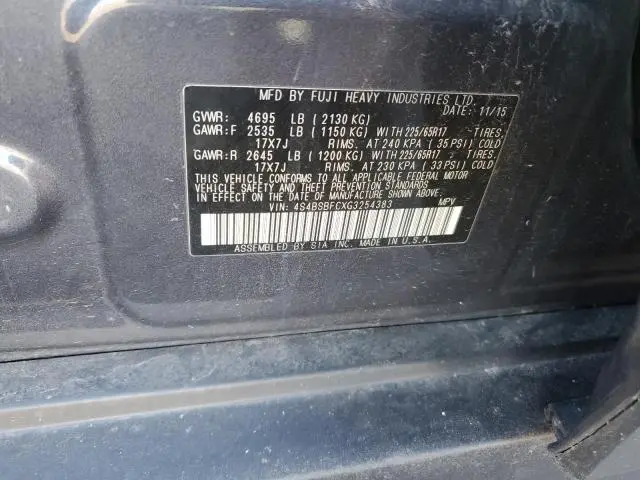 MFD BY FUJI HEAVY INDUSTRIES LTD.
DATE: 11/15
GVWR: 4695 LB (2130 KG)
GAWR:F 2535 LB (1150 KG) WITH 225/65R17 TIRES,
17X7J RIMS, AT 240 KPA (35 PSI) COLD
GAWR:R 2645 LB (1200 KG) WITH 225/65R17 TIRES,
17X7J RIMS, AT 230 KPA (33 PSI) COLD
THIS VEHICLE CONFORMS TO ALL APPLICABLE FEDERAL MOTOR
VEHICLE SAFETY AND THEFT PREVENTION STANDARDS
IN EFFECT ON THE DATE OF MANUFACTURE SHOWN ABOVE.
VIN: 4S4BSBFCXG3254383 MPV
ASSEMBLED BY SIA INC. MADE IN U.S.A.